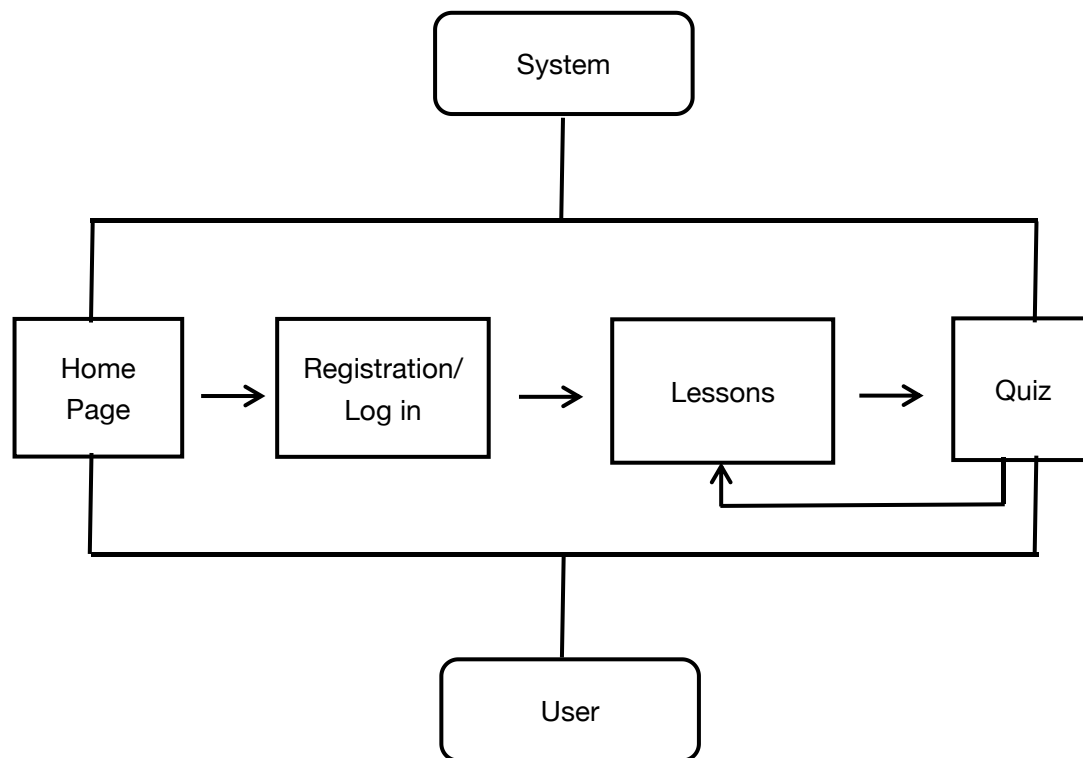 System
Home
Page
Registration/
Log in
Lessons
Quiz
User